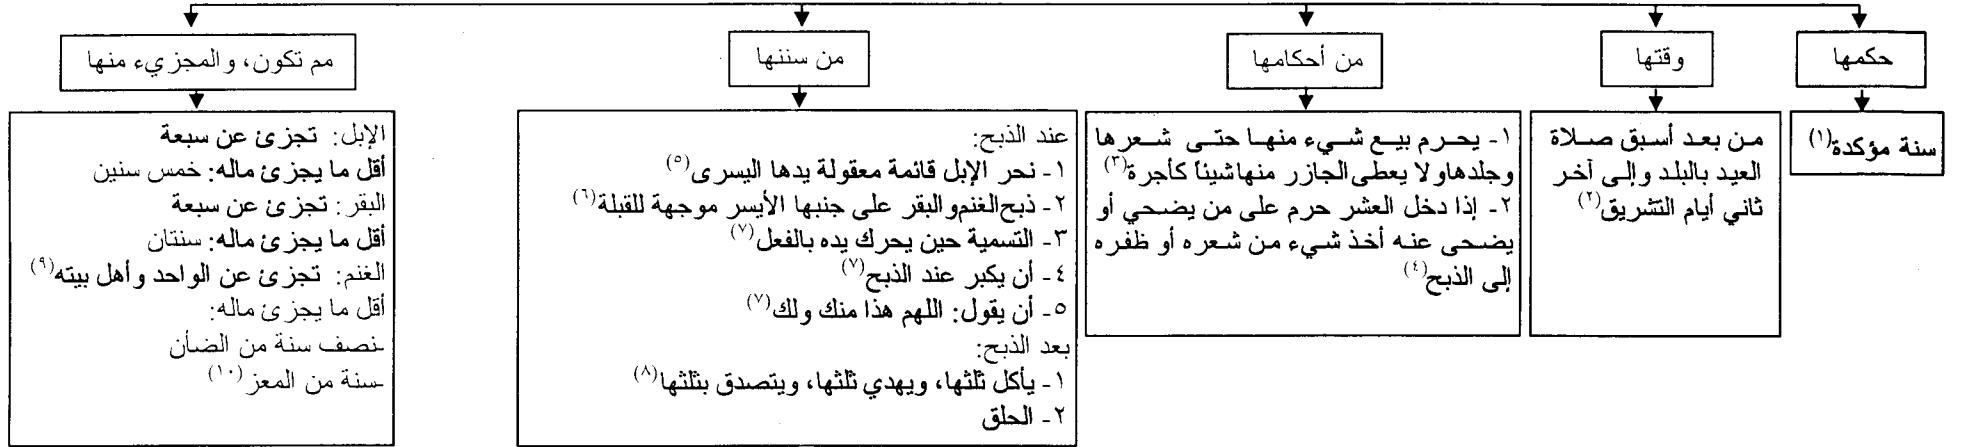 حكمها
سنة مؤكدة(١)
وقتها
من بعد أسبق صلاة
العيد بالبلد وإلى آخر
ثاني أيام التشريق(٢)
من أحكامها
١- يحرم بيع شيء منها حتى شعرها
وجلدها ولا يعطى الجازر منها شيئاً كأجرة(٣)
٢- إذا دخل العشر حرم على من يضحي أو
يضحى عنه أخذ شيء من شعره أو ظفره
إلى الذبح(٤)
من سننها
عند الذبح:
١- نحر الإبل قائمة معقولة يدها اليسرى(٥)
٢- ذبح الغنم والبقر على جنبها الأيسر موجهة للقبلة(٦)
٣- التسمية حين يحرك يده بالفعل(٧)
٤- أن يكبر عند الذبح(٧)
٥- أن يقول: اللهم هذا منك ولك(٧)
بعد الذبح:
١- يأكل ثلثها، ويهدي ثلثها، ويتصدق بثلثها(٨)
٢- الحلق
مم تكون، والمجزيء منها
الإبل: تجزئ عن سبعة
أقل ما يجزئ ماله: خمس سنين
البقر: تجزئ عن سبعة
أقل ما يجزئ ماله: سنتان
الغنم: تجزئ عن الواحد وأهل بيته(٩)
أقل ما يجزئ ماله:
-نصف سنة من الضأن
-سنة من المعز(١٠)